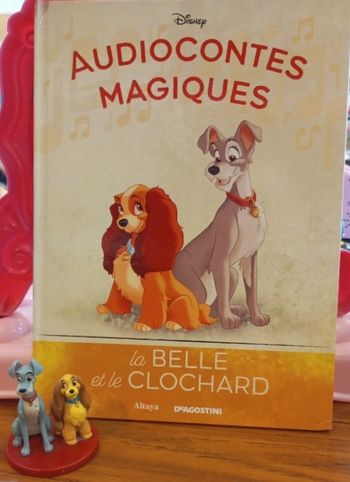 Disney
AUDIOCONTES
MAGIQUES
la BELLE
et le CLOCHARD
Altaya DEAGOSTINI